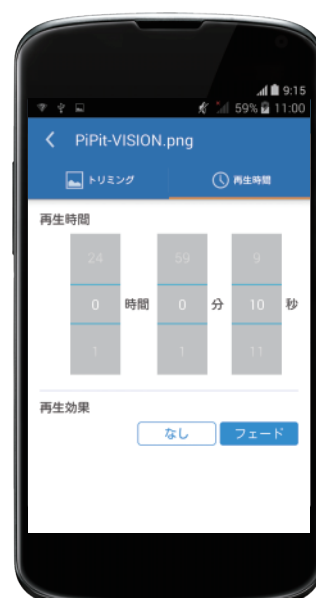 9:15
59% 11:00
PiPit-VISION.png
トリミング 再生時間
再生時間
24 59 9
0 時間 0 分 10 秒
1 1 11
再生効果
なし フェード